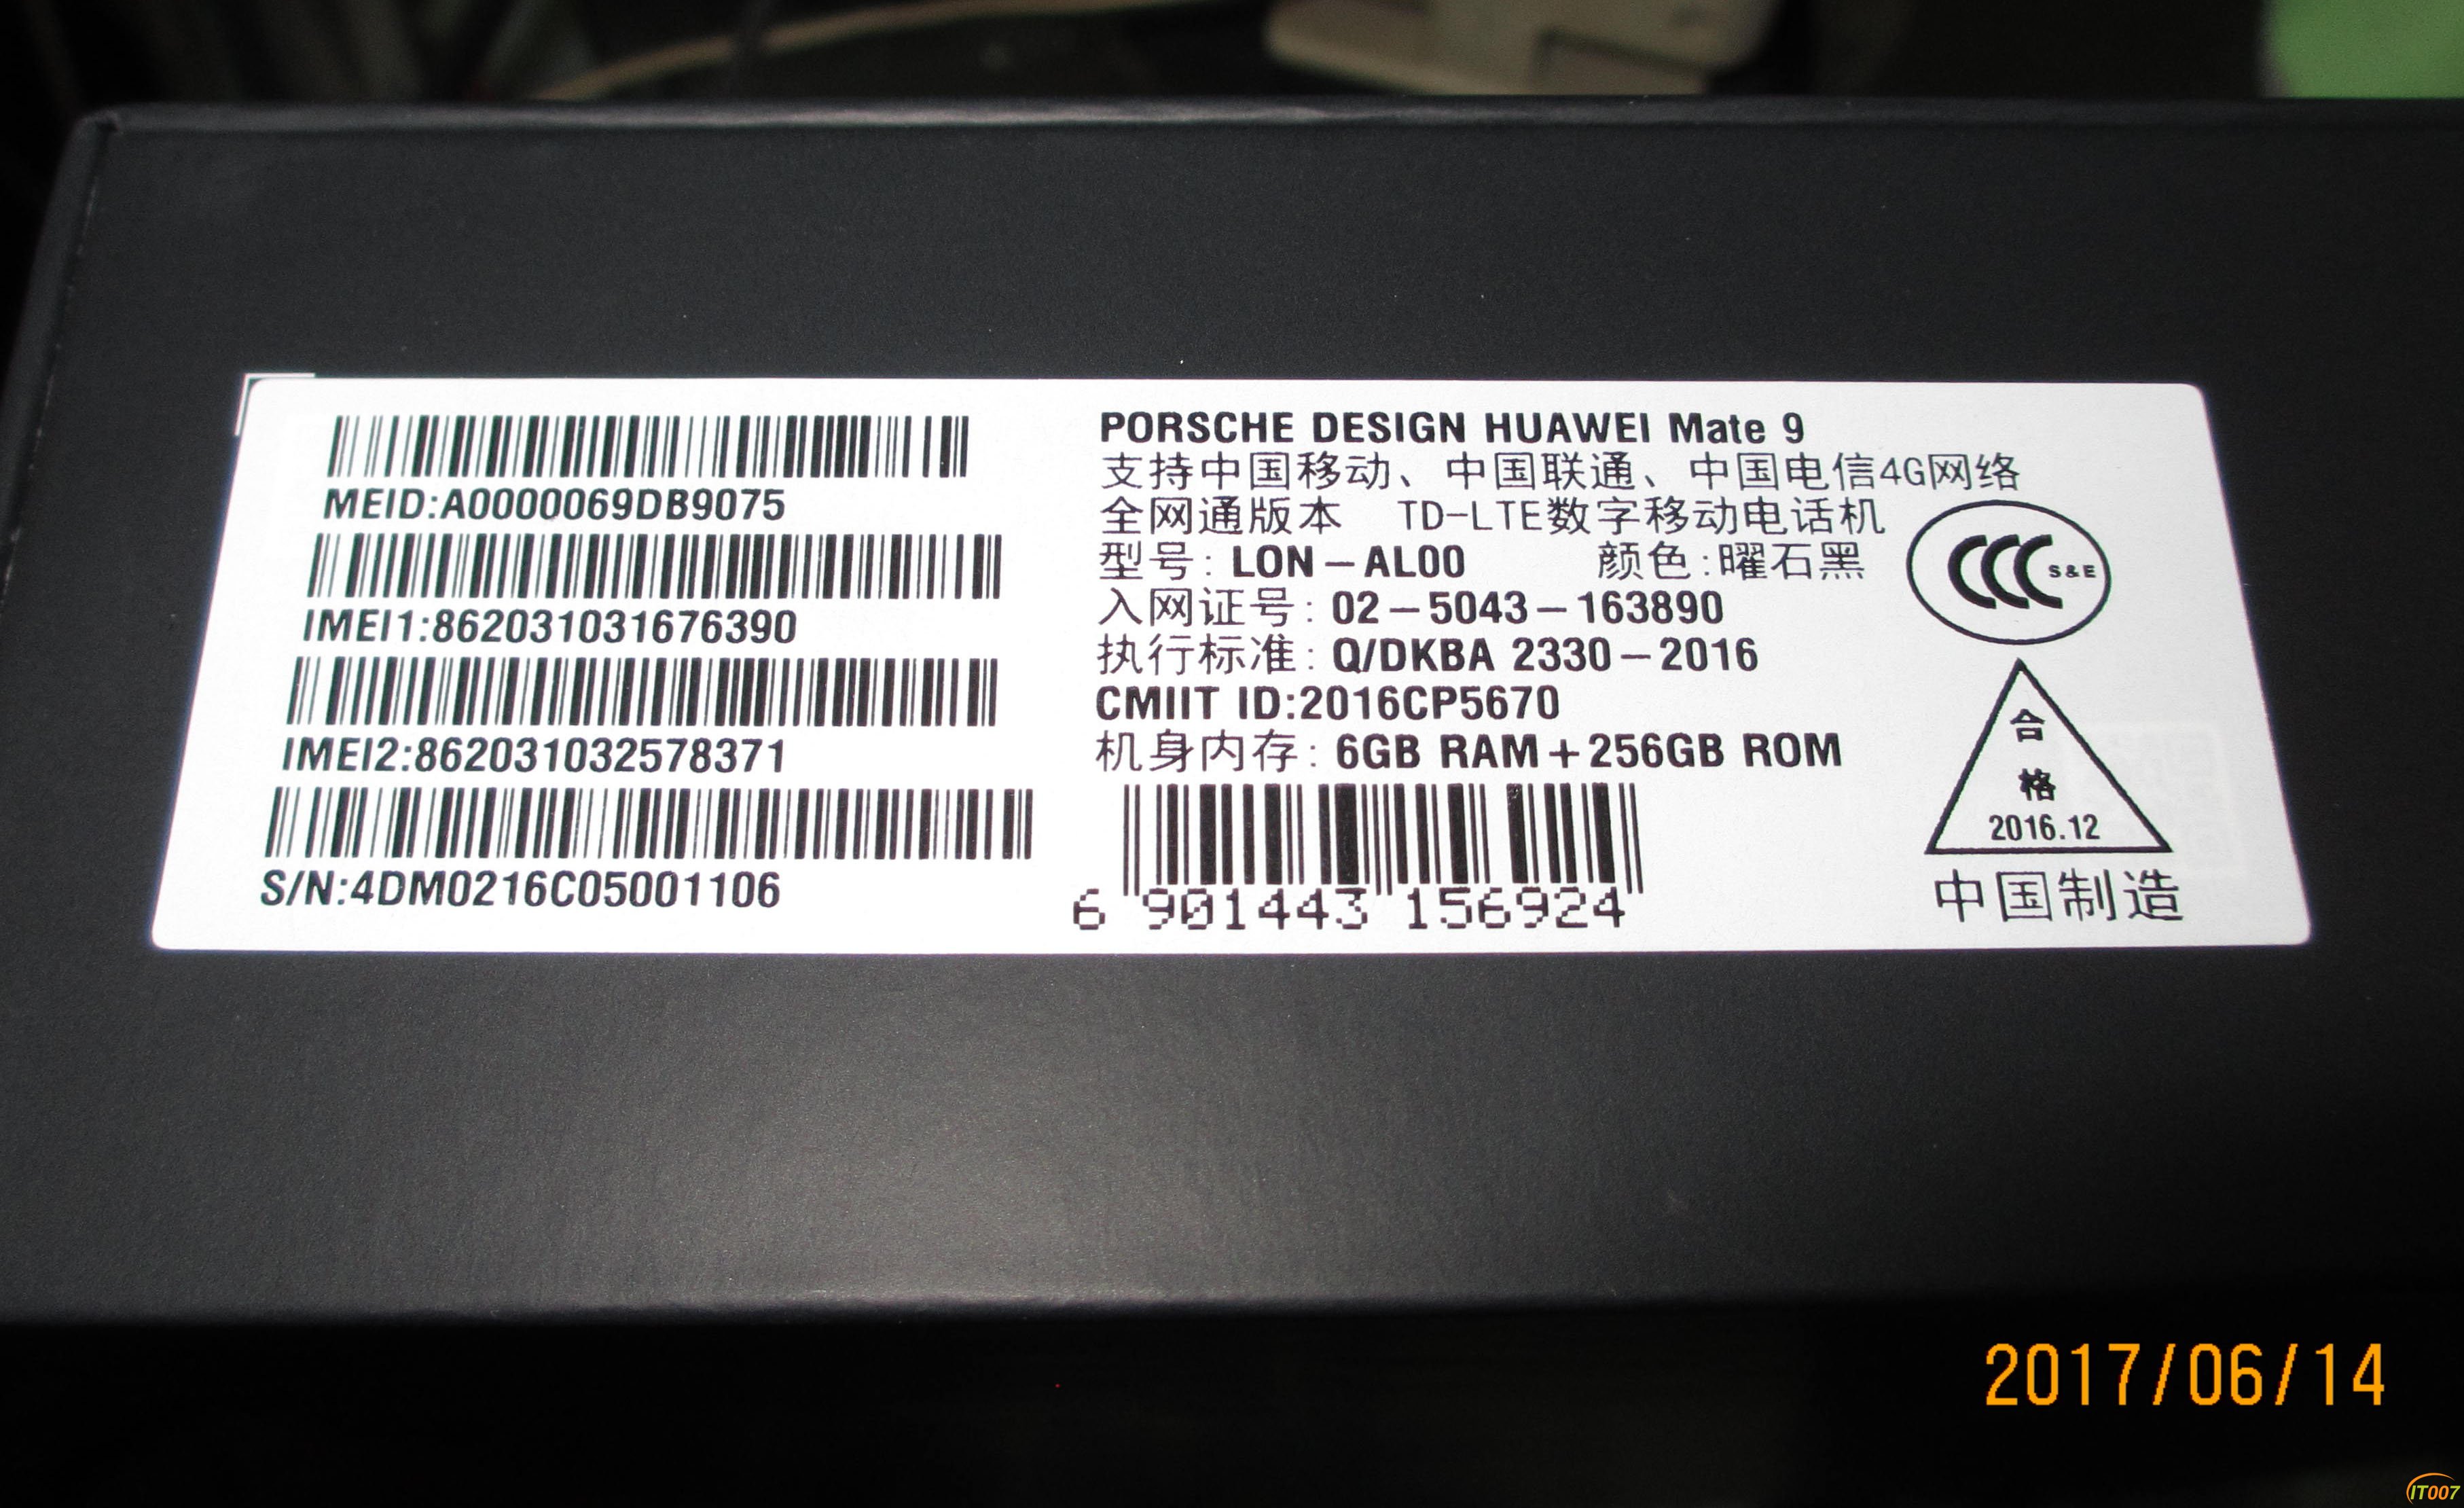 MEID:A0000069DB9075
IMEI1:862031031676390
IMEI2:862031032578371
S/N:4DM0216C05001106
PORSCHE DESIGN HUAWEI Mate 9
支持中国移动、中国联通、中国电信4G网络
全网通版本 TD-LTE数字移动电话机
型号: LON-AL00 颜色:曜石黑
入网证号: 02-5043-163890
执行标准: Q/DKBA 2330-2016
CMIIT ID:2016CP5670
机身内存: 6GB RAM+256GB ROM
6 901443 156924
CCC S&E
合
格
2016.12
中国制造
2017/06/14
IT007